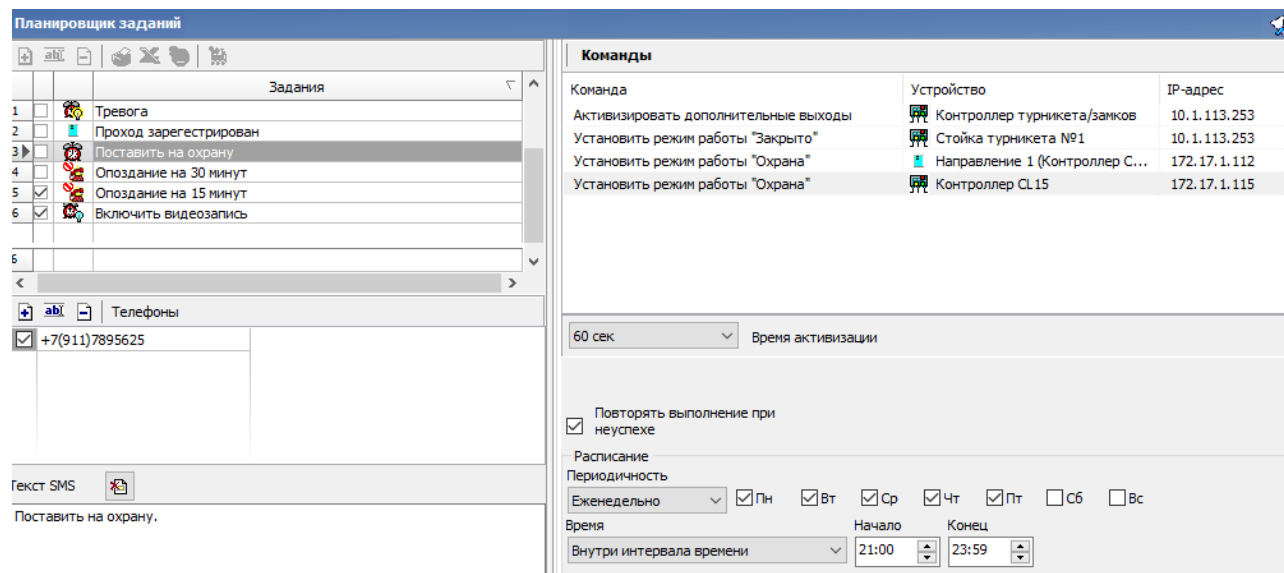 Планировщик заданий
Задания
1 Тревога
2 Проход зарегестрирован
3 Поставить на охрану
4 Опоздание на 30 минут
5 Опоздание на 15 минут
6 Включить видеозапись
6
abI Телефоны
+7(911)7895625
Текст SMS
Поставить на охрану.
Команды
Команда Устройство IP-адрес
Активизировать дополнительные выходы Контроллер турникета/замков 10.1.113.253
Установить режим работы "Закрыто" Стойка турникета №1 10.1.113.253
Установить режим работы "Охрана" Направление 1 (Контроллер С... 172.17.1.112
Установить режим работы "Охрана" Контроллер CL15 172.17.1.115
60 сек Время активизации
Повторять выполнение при
неуспехе
Расписание
Периодичность
Еженедельно Пн Вт Ср Чт Пт Сб Вс
Время Начало Конец
Внутри интервала времени 21:00 23:59